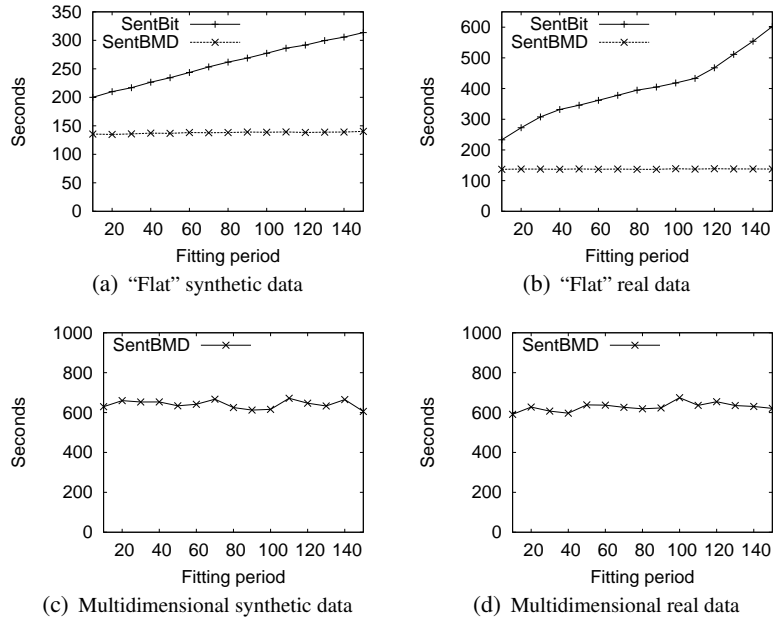 SentBit
SentBMD
Seconds
350
300
250
200
150
100
50
0
20 40 60 80 100 120 140
Fitting period
(a) “Flat” synthetic data
SentBit
SentBMD
Seconds
600
500
400
300
200
100
0
20 40 60 80 100 120 140
Fitting period
(b) “Flat” real data
SentBMD
Seconds
1000
800
600
400
200
0
20 40 60 80 100 120 140
Fitting period
(c) Multidimensional synthetic data
SentBMD
Seconds
1000
800
600
400
200
0
20 40 60 80 100 120 140
Fitting period
(d) Multidimensional real data